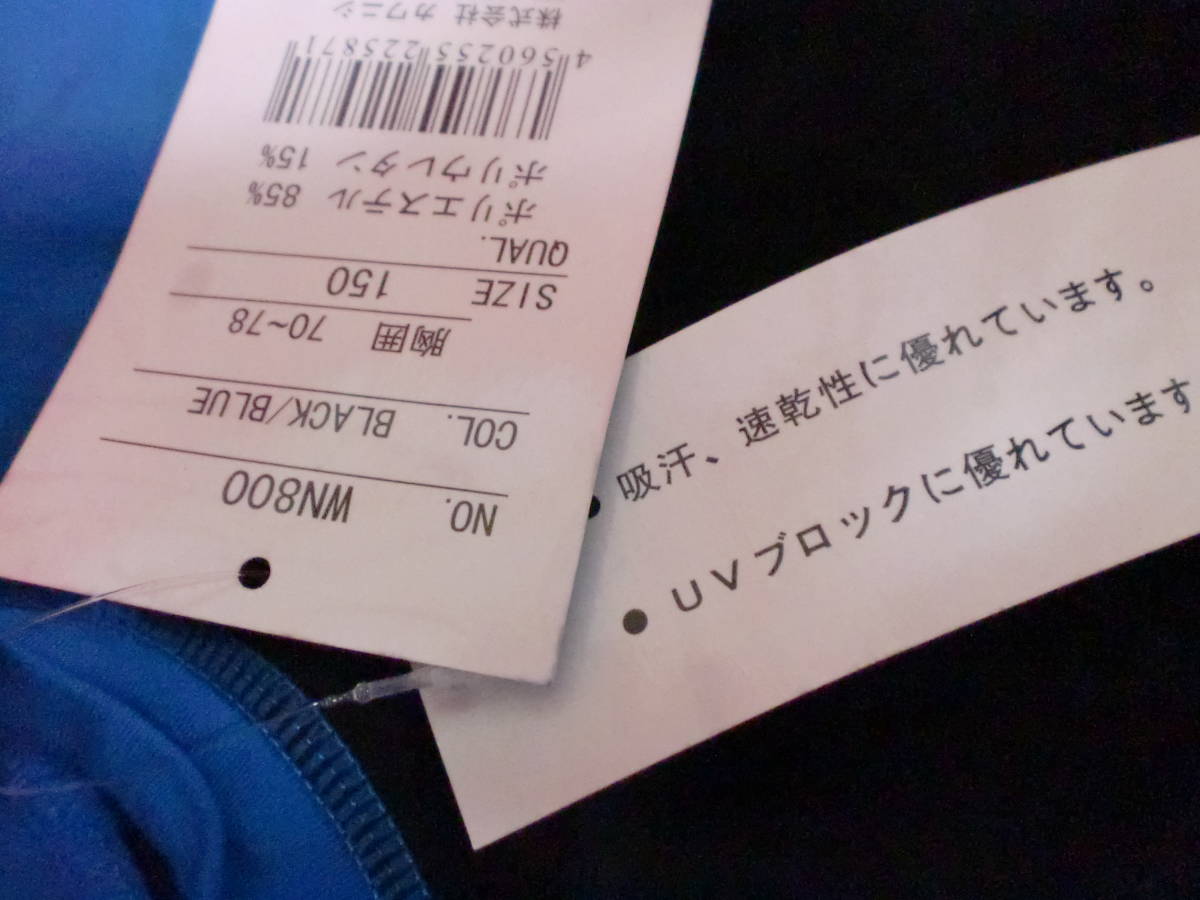 NO. WN800
COL. BLACK/BLUE
胸囲 70~78
SIZE 150
QUAL.
ポリエステル 85%
ポリウレタン 15%
4560255225871
株式会社 カワニシ
吸汗、速乾性に優れています。
● UVブロックに優れています